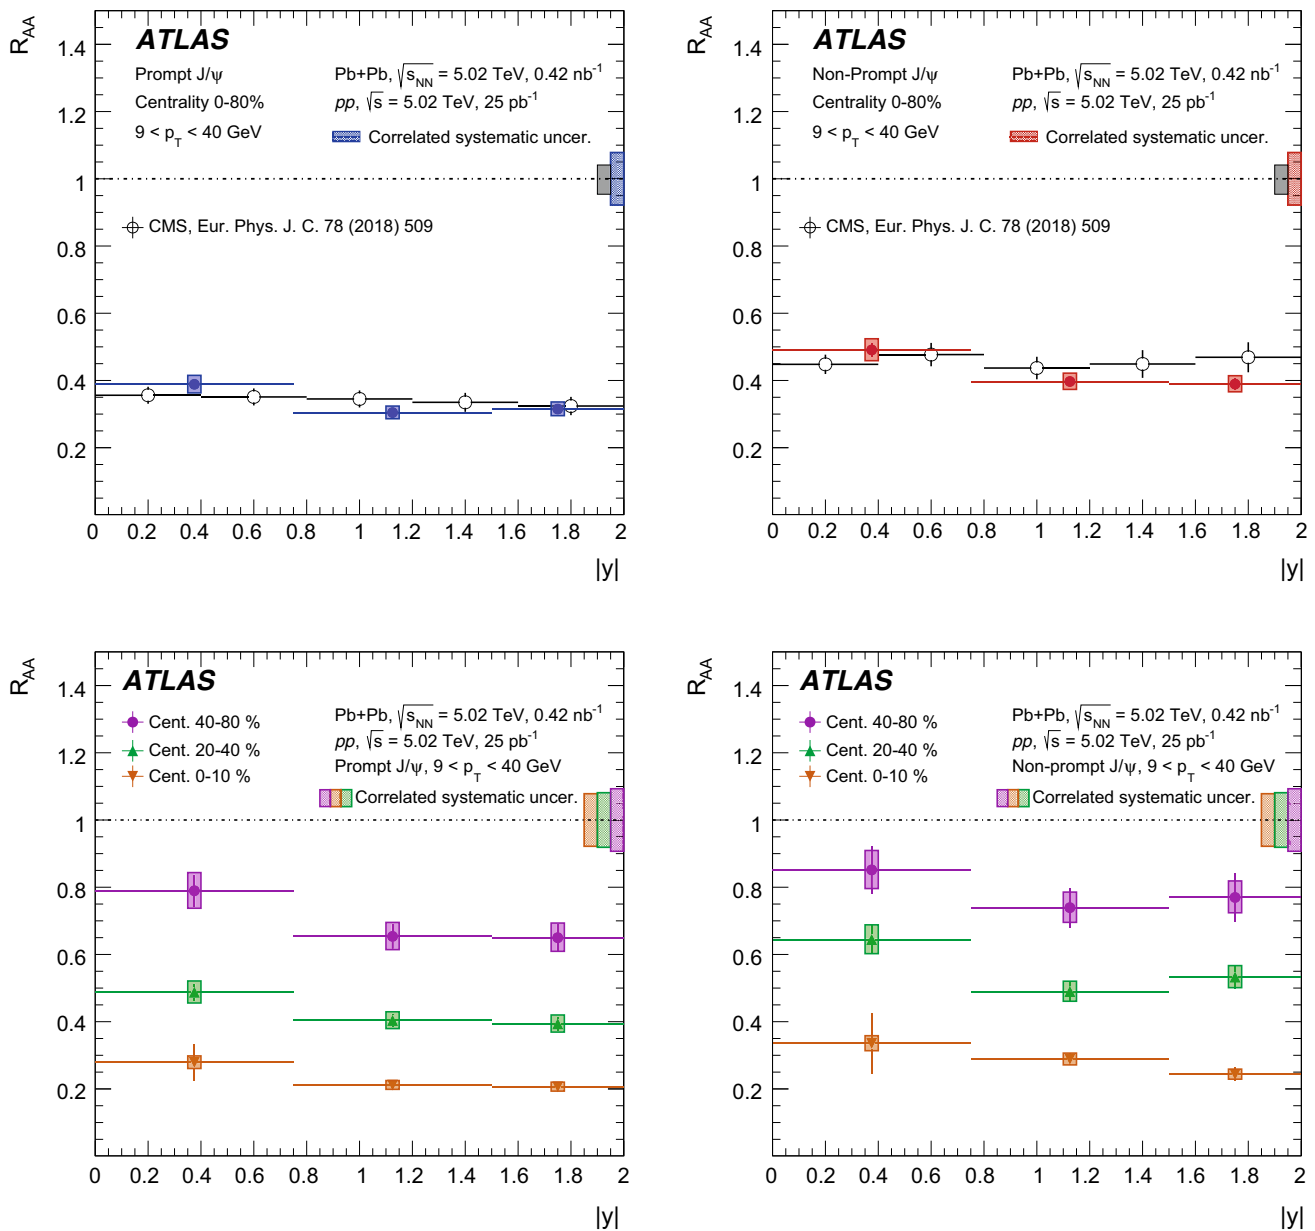 R_AA
1.4
1.2
1
0.8
0.6
0.4
0.2
ATLAS
Prompt J/ψ
Centrality 0-80%
9 < p_T < 40 GeV
Pb+Pb, √s_NN = 5.02 TeV, 0.42 nb⁻¹
pp, √s = 5.02 TeV, 25 pb⁻¹
Correlated systematic uncer.
CMS, Eur. Phys. J. C. 78 (2018) 509
0 0.2 0.4 0.6 0.8 1 1.2 1.4 1.6 1.8 2
|y|
R_AA
1.4
1.2
1
0.8
0.6
0.4
0.2
ATLAS
Non-Prompt J/ψ
Centrality 0-80%
9 < p_T < 40 GeV
Pb+Pb, √s_NN = 5.02 TeV, 0.42 nb⁻¹
pp, √s = 5.02 TeV, 25 pb⁻¹
Correlated systematic uncer.
CMS, Eur. Phys. J. C. 78 (2018) 509
0 0.2 0.4 0.6 0.8 1 1.2 1.4 1.6 1.8 2
|y|
R_AA
1.4
1.2
1
0.8
0.6
0.4
0.2
ATLAS
Cent. 40-80 %
Cent. 20-40 %
Cent. 0-10 %
Pb+Pb, √s_NN = 5.02 TeV, 0.42 nb⁻¹
pp, √s = 5.02 TeV, 25 pb⁻¹
Prompt J/ψ, 9 < p_T < 40 GeV
Correlated systematic uncer.
0 0.2 0.4 0.6 0.8 1 1.2 1.4 1.6 1.8 2
|y|
R_AA
1.4
1.2
1
0.8
0.6
0.4
0.2
ATLAS
Cent. 40-80 %
Cent. 20-40 %
Cent. 0-10 %
Pb+Pb, √s_NN = 5.02 TeV, 0.42 nb⁻¹
pp, √s = 5.02 TeV, 25 pb⁻¹
Non-prompt J/ψ, 9 < p_T < 40 GeV
Correlated systematic uncer.
0 0.2 0.4 0.6 0.8 1 1.2 1.4 1.6 1.8 2
|y|